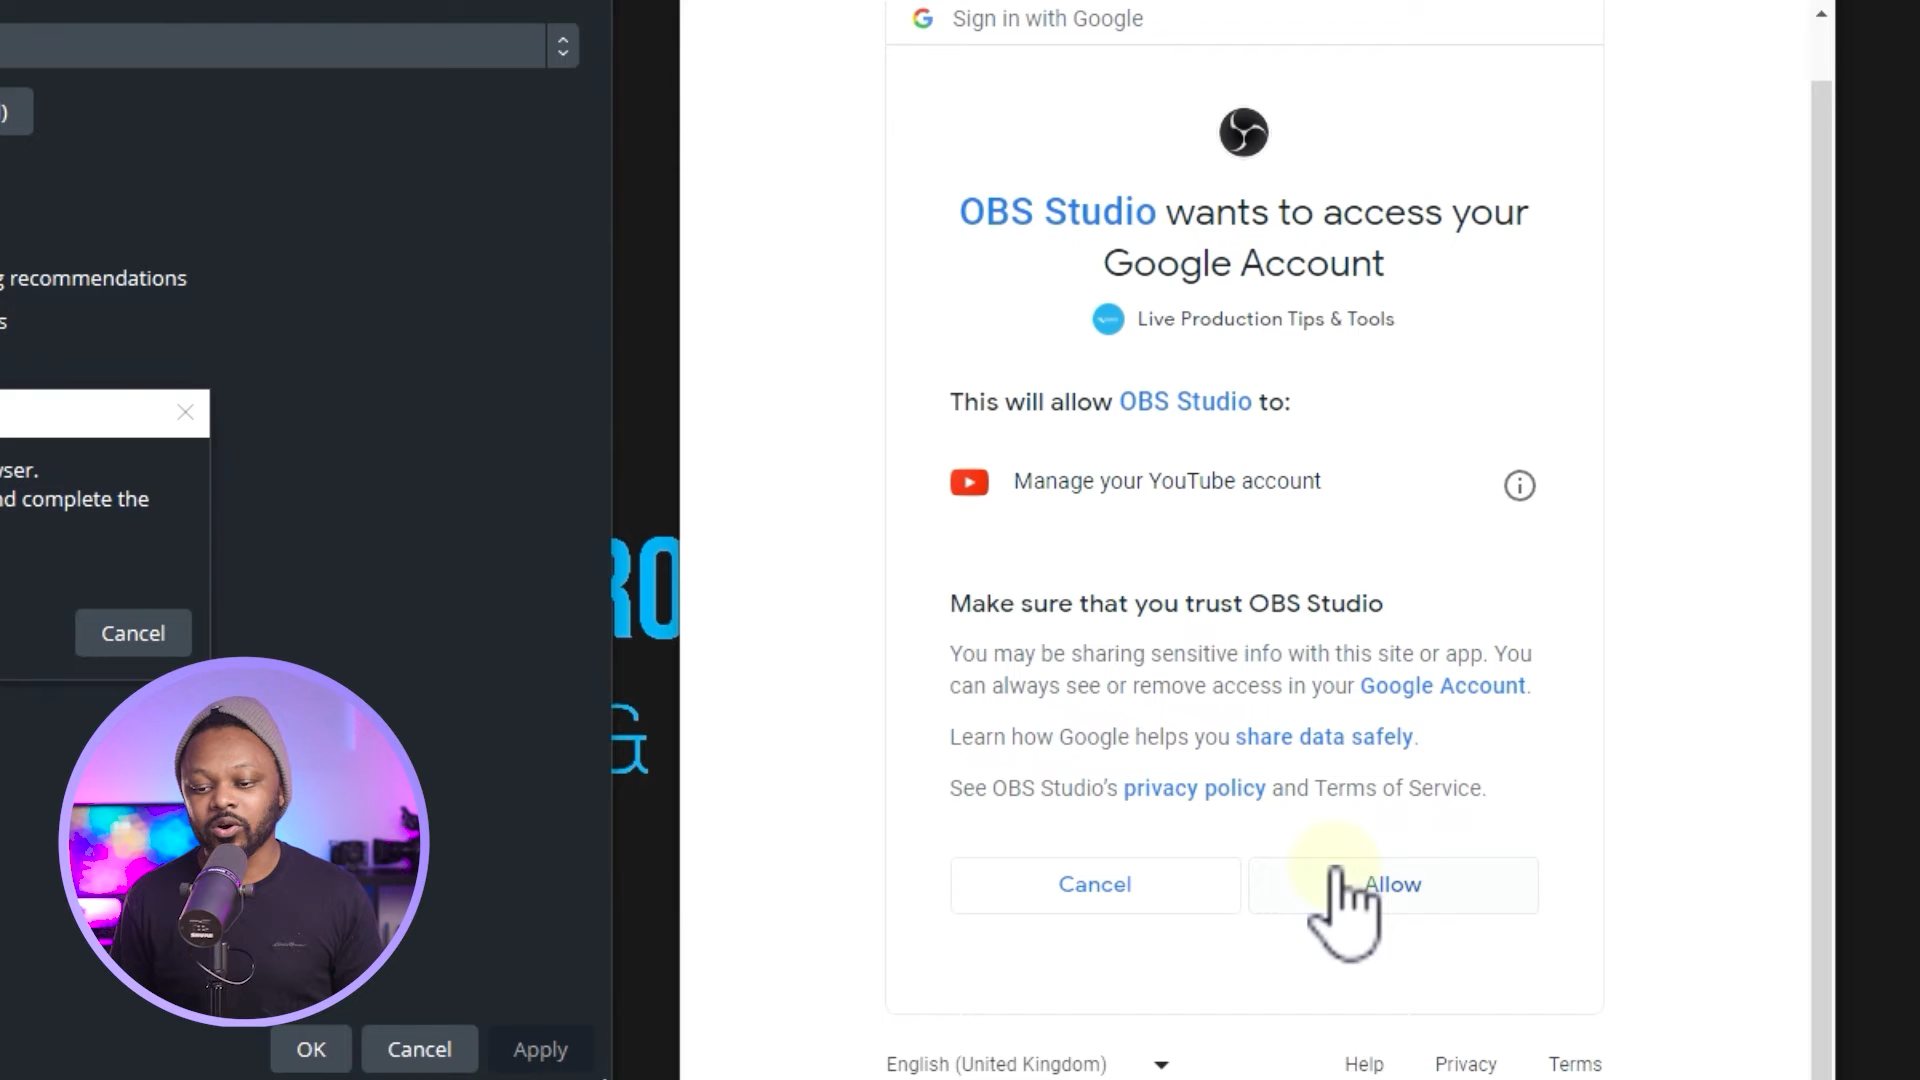 )
g recommendations
s
wser.
nd complete the
Cancel
RO
G
OK
Cancel
Apply
Sign in with Google
OBS Studio wants to access your
Google Account
Live Production Tips & Tools
This will allow OBS Studio to:
Manage your YouTube account
Make sure that you trust OBS Studio
You may be sharing sensitive info with this site or app. You
can always see or remove access in your Google Account.
Learn how Google helps you share data safely.
See OBS Studio's privacy policy and Terms of Service.
Cancel
Allow
English (United Kingdom)
Help
Privacy
Terms